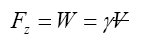 F_z = W = γV̶